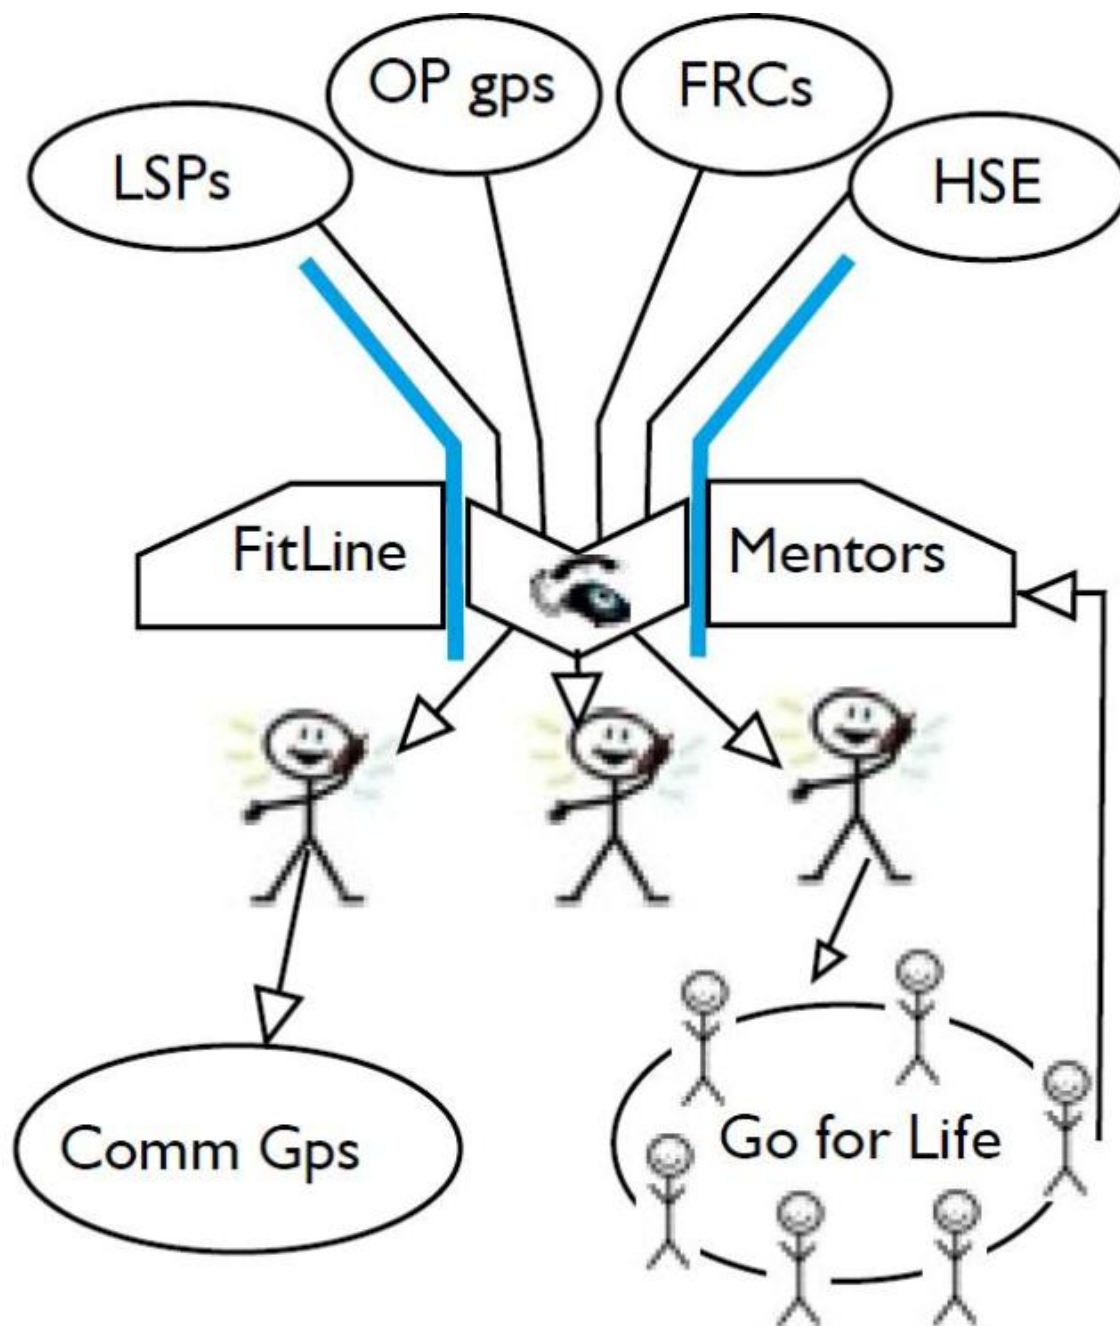 OP gps
FRCs
LSPs
HSE
FitLine
Mentors
Comm Gps
Go for Life